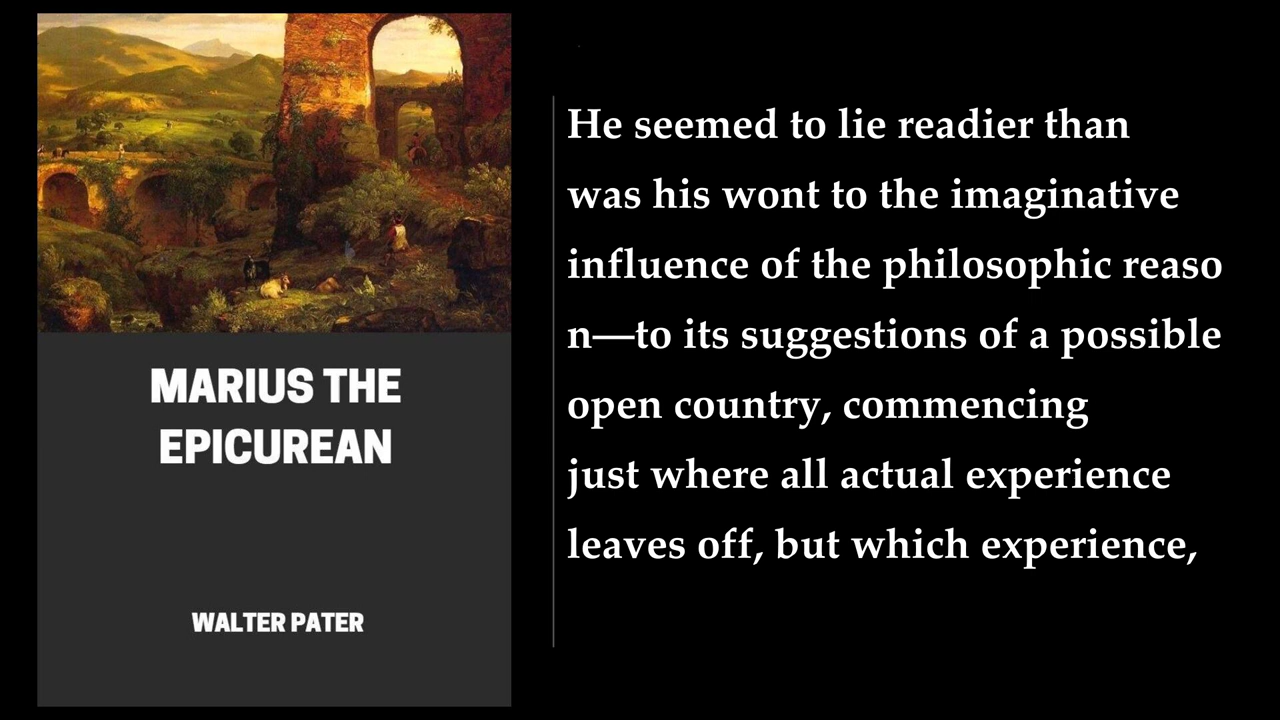 MARIUS THE
EPICUREAN
WALTER PATER
He seemed to lie readier than
was his wont to the imaginative
influence of the philosophic reaso
n—to its suggestions of a possible
open country, commencing
just where all actual experience
leaves off, but which experience,